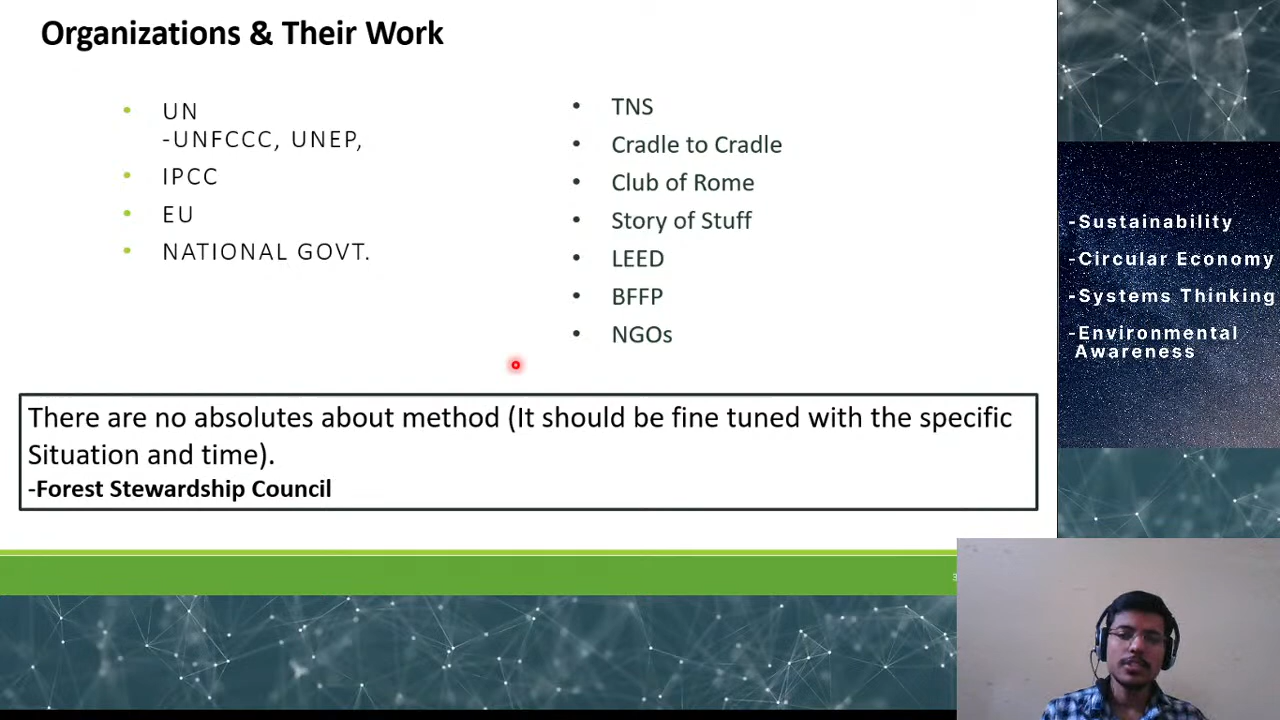 Organizations & Their Work
• UN
-UNFCCC, UNEP,
• IPCC
• EU
• NATIONAL GOVT.
• TNS
• Cradle to Cradle
• Club of Rome
• Story of Stuff
• LEED
• BFFP
• NGOs
There are no absolutes about method (It should be fine tuned with the specific
Situation and time).
-Forest Stewardship Council
-Sustainability
-Circular Economy
-Systems Thinking
-Environmental
Awareness